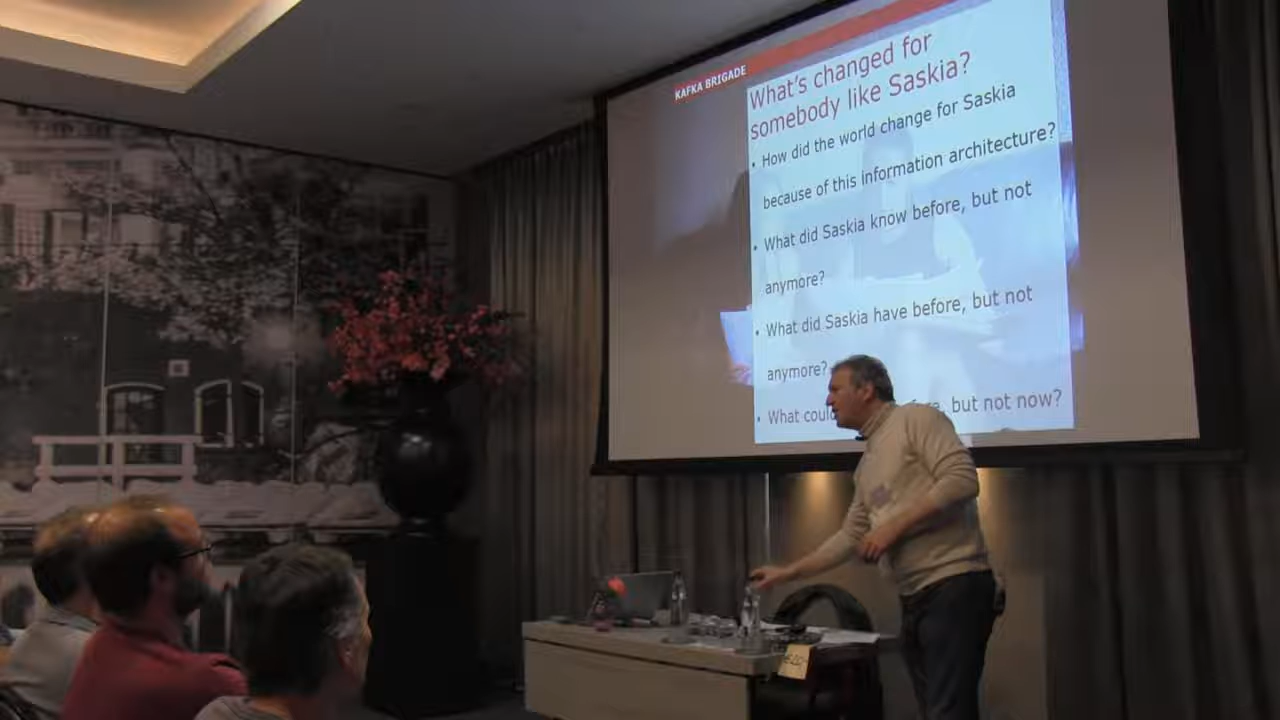 KAFKA BRIGADE
What's changed for
somebody like Saskia?
• How did the world change for Saskia
because of this information architecture?
• What did Saskia know before, but not
anymore?
• What did Saskia have before, but not
anymore?
• What but not now?